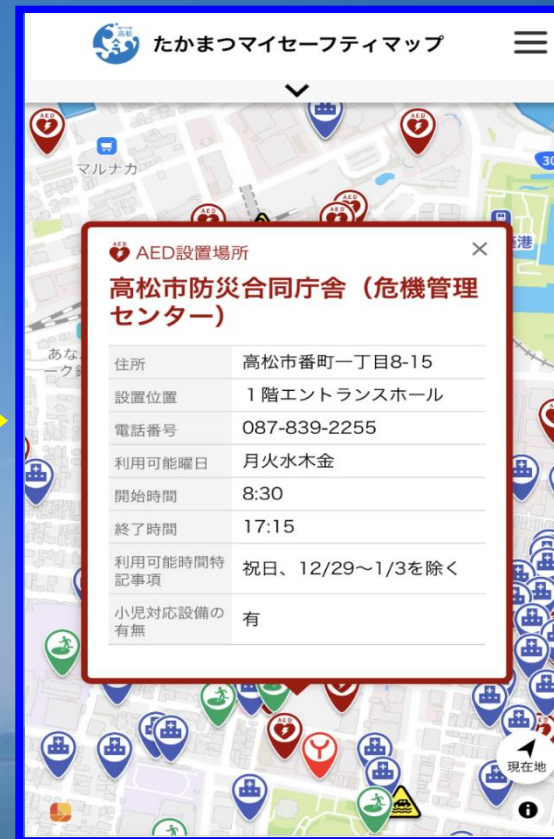 たかまつマイセーフティマップ
マルナカ
30
AED設置場所
高松市防災合同庁舎（危機管理
センター）
住所 高松市番町一丁目8-15
設置位置 １階エントランスホール
電話番号 087-839-2255
利用可能曜日 月火水木金
開始時間 8:30
終了時間 17:15
利用可能時間特
記事項 祝日、12/29〜1/3を除く
小児対応設備の
有無 有
現在地